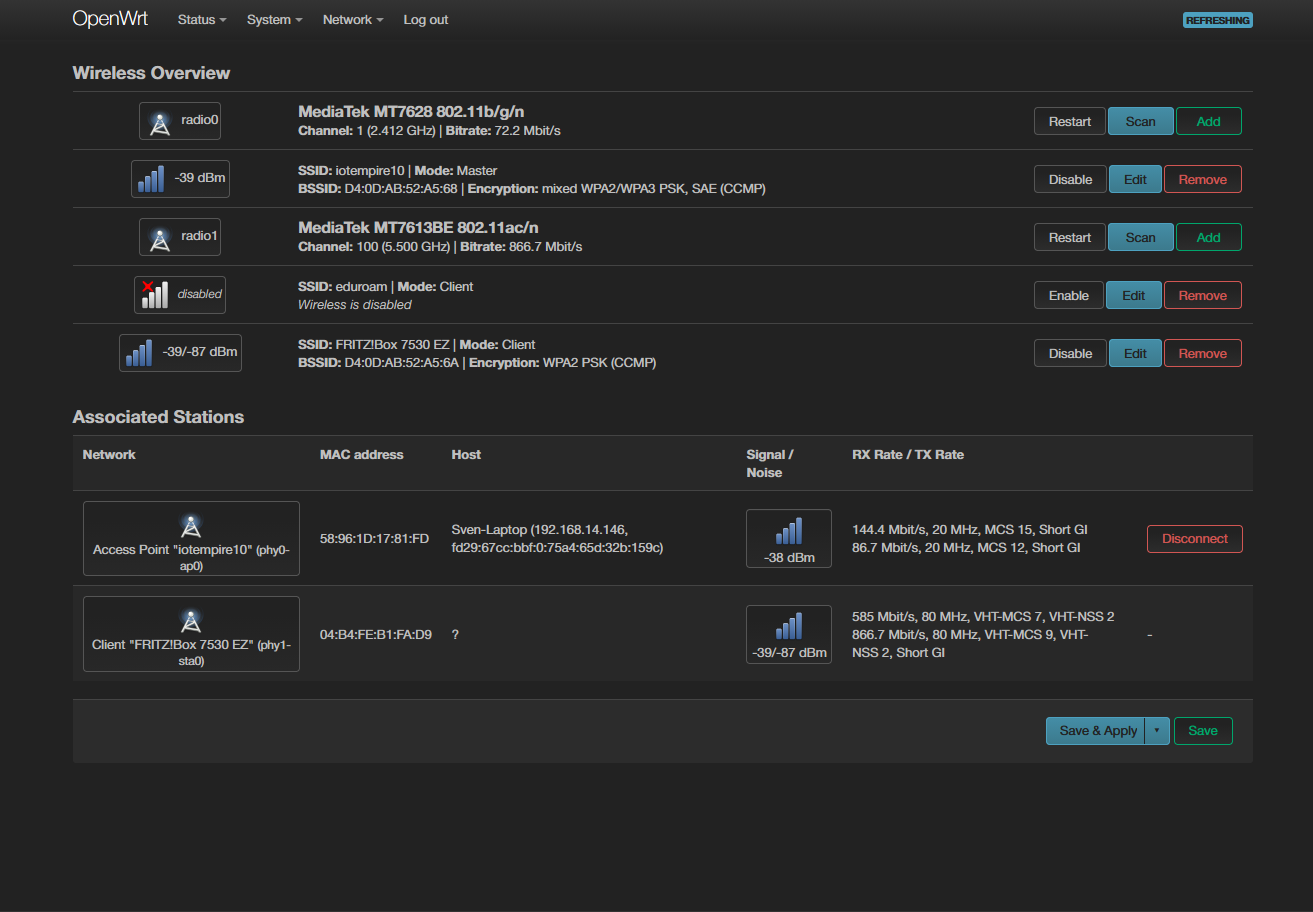 OpenWrt Status System Network Log out REFRESHING
Wireless Overview
radio0 MediaTek MT7628 802.11b/g/n
Channel: 1 (2.412 GHz) | Bitrate: 72.2 Mbit/s Restart Scan Add
-39 dBm SSID: iotempire10 | Mode: Master
BSSID: D4:0D:AB:52:A5:68 | Encryption: mixed WPA2/WPA3 PSK, SAE (CCMP) Disable Edit Remove
radio1 MediaTek MT7613BE 802.11ac/n
Channel: 100 (5.500 GHz) | Bitrate: 866.7 Mbit/s Restart Scan Add
disabled SSID: eduroam | Mode: Client
Wireless is disabled Enable Edit Remove
-39/-87 dBm SSID: FRITZ!Box 7530 EZ | Mode: Client
BSSID: D4:0D:AB:52:A5:6A | Encryption: WPA2 PSK (CCMP) Disable Edit Remove
Associated Stations
Network MAC address Host Signal / RX Rate / TX Rate
Noise
Access Point "iotempire10" (phy0-
ap0)
58:96:1D:17:81:FD
Sven-Laptop (192.168.14.146,
fd29:67cc:bbf:0:75a4:65d:32b:159c)
-38 dBm
144.4 Mbit/s, 20 MHz, MCS 15, Short GI
86.7 Mbit/s, 20 MHz, MCS 12, Short GI
Disconnect
Client "FRITZ!Box 7530 EZ" (phy1-
sta0)
04:B4:FE:B1:FA:D9
?
-39/-87 dBm
585 Mbit/s, 80 MHz, VHT-MCS 7, VHT-NSS 2
866.7 Mbit/s, 80 MHz, VHT-MCS 9, VHT-
NSS 2, Short GI
-
Save & Apply Save